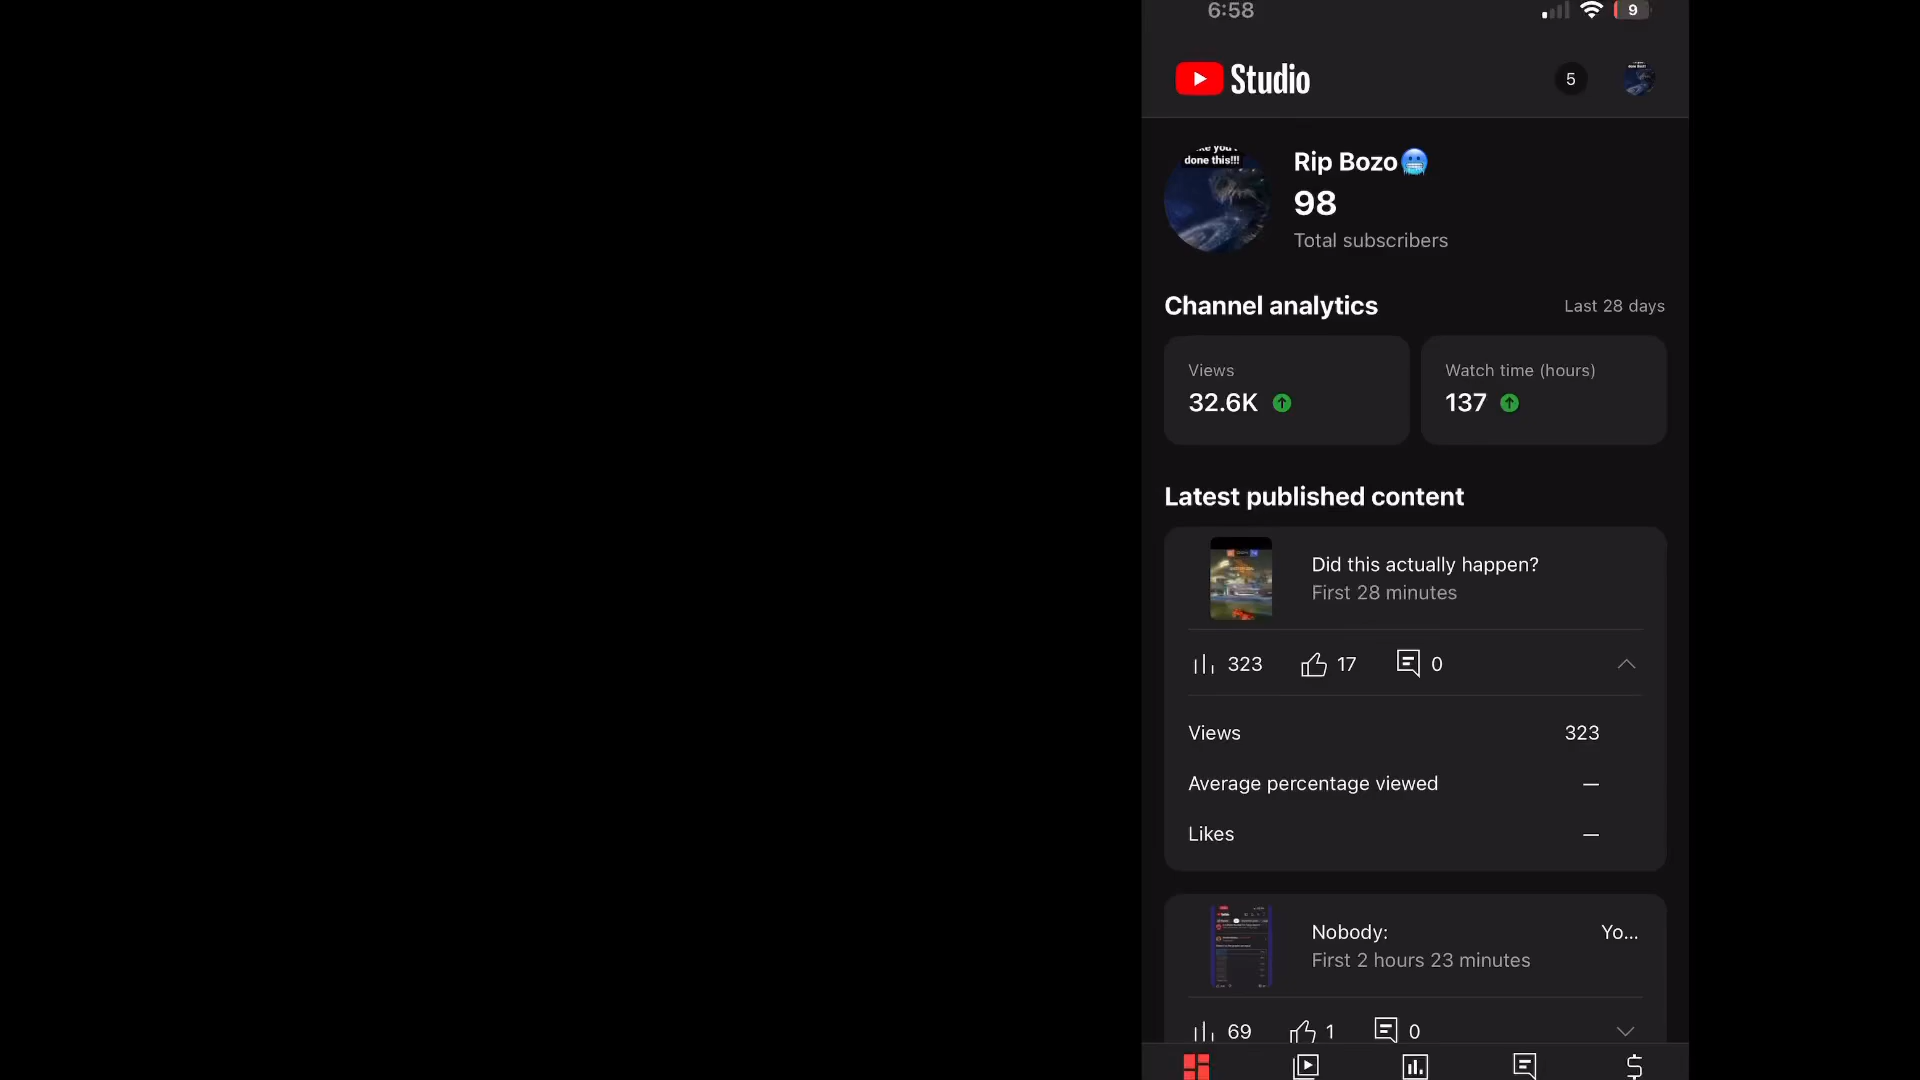 6:58
9
Studio
5
done this!!!
Rip Bozo🥶
98
Total subscribers
Channel analytics
Last 28 days
Views
32.6K
Watch time (hours)
137
Latest published content
Did this actually happen?
First 28 minutes
323
17
0
Views
323
Average percentage viewed
—
Likes
—
Nobody:
Yo...
First 2 hours 23 minutes
69
1
0